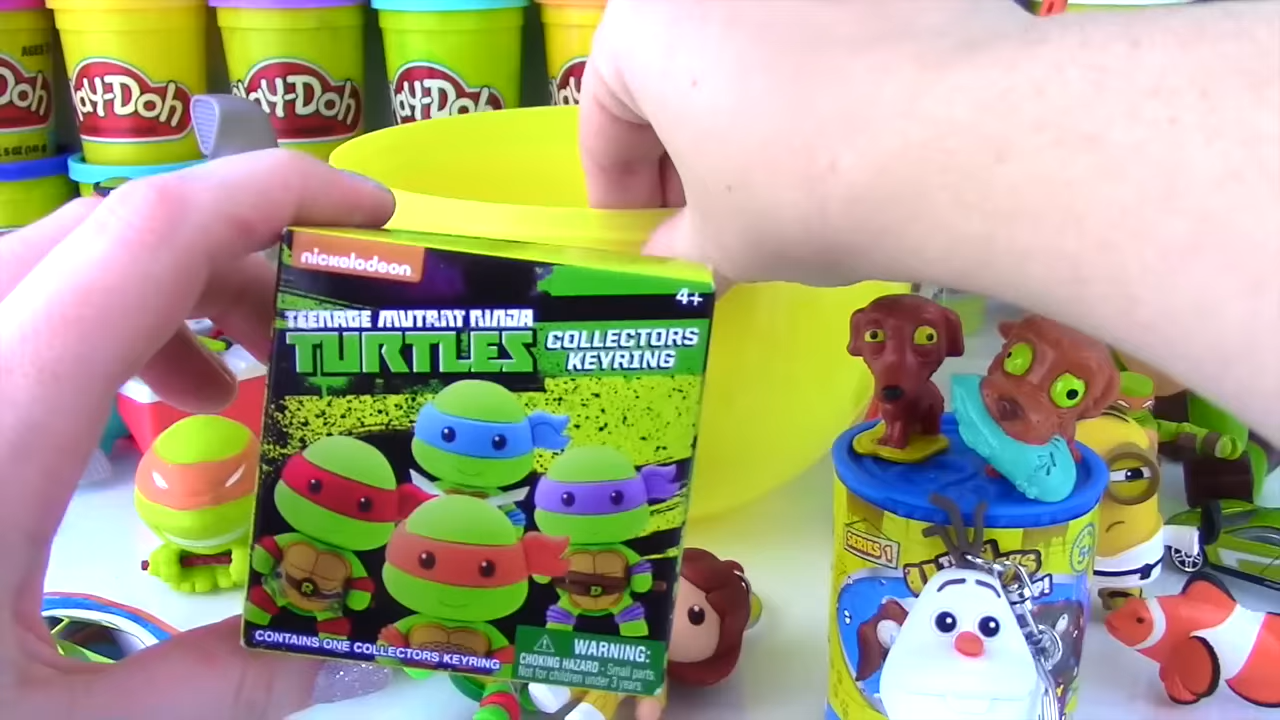 AGES
Play-Doh
Play-Doh
Play-Doh
Play-Doh
nickelodeon
4+
TEENAGE MUTANT NINJA
TURTLES
COLLECTORS
KEYRING
SERIES 1
R
D
CONTAINS ONE COLLECTORS KEYRING
WARNING:
CHOKING HAZARD - Small parts.
Not for children under 3 years.